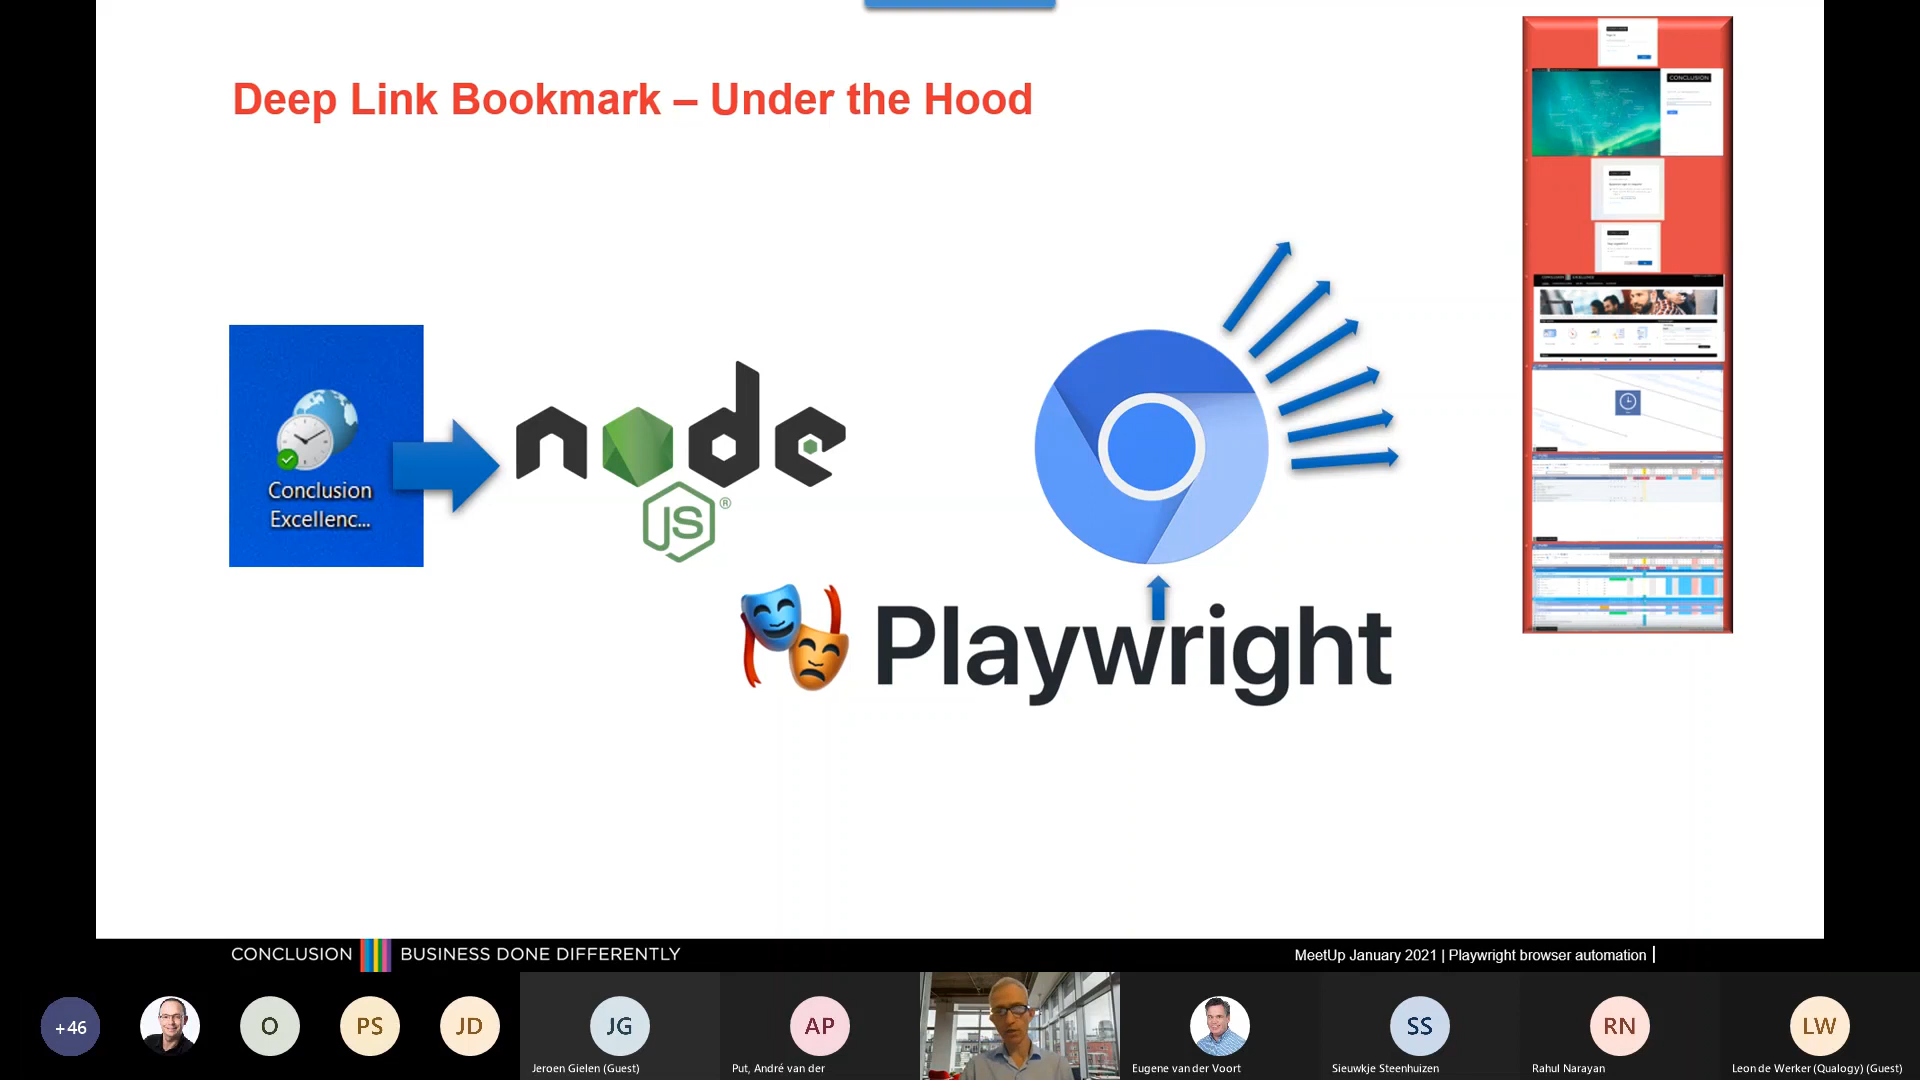 Deep Link Bookmark – Under the Hood
CONCLUSION
Conclusion
Excellenc...
node
JS®
Playwright
CONCLUSION BUSINESS DONE DIFFERENTLY
MeetUp January 2021 | Playwright browser automation
+46
O
PS
JD
JG
AP
SS
RN
LW
Jeroen Gielen (Guest)
Put, André van der
Eugene van der Voort
Sieuwkje Steenhuizen
Rahul Narayan
Leon de Werker (Qualogy) (Guest)